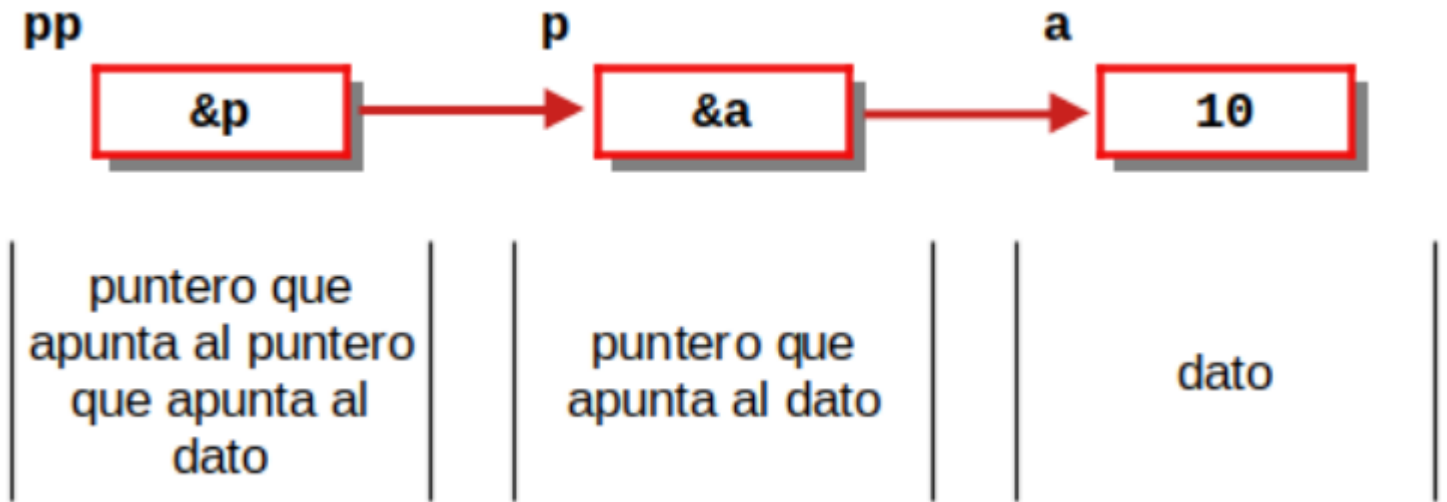 pp
p
a
&p
&a
10
puntero que
apunta al puntero
que apunta al
dato
puntero que
apunta al dato
dato